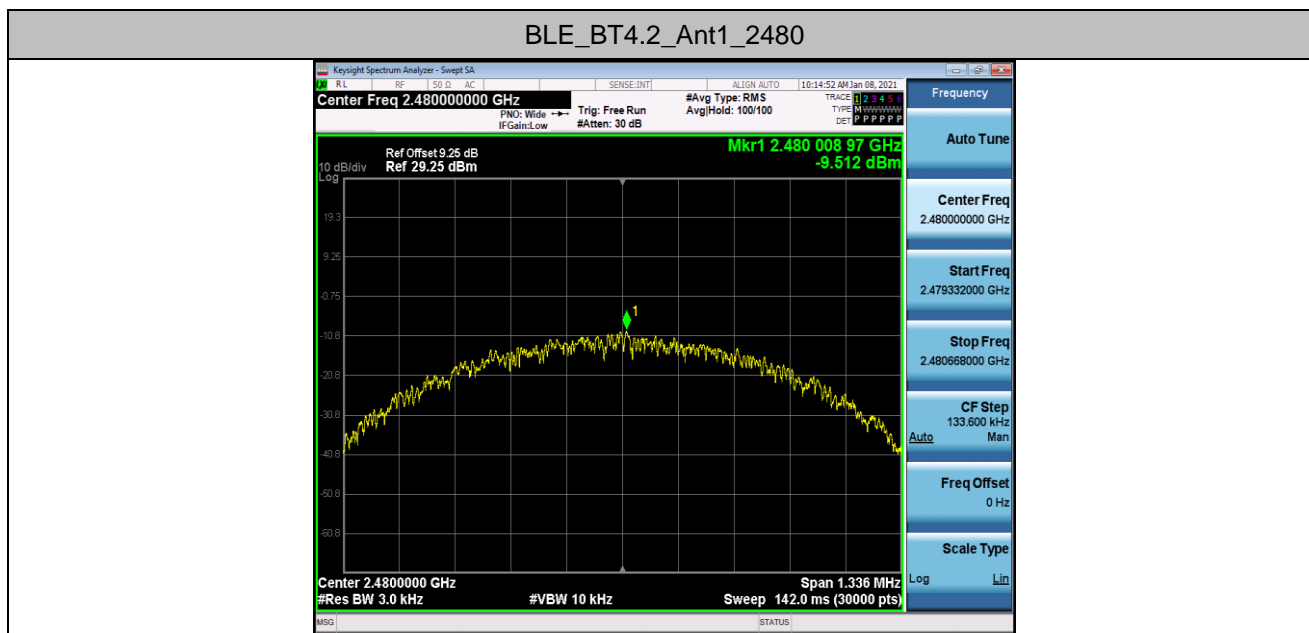 BLE_BT4.2_Ant1_2480
Keysight Spectrum Analyzer - Swept SA
RL RF 50 Ω AC SENSE:INT ALIGN AUTO 10:14:52 AM Jan 08, 2021
Center Freq 2.480000000 GHz
PNO: Wide
IFGain:Low
Trig: Free Run
#Atten: 30 dB
#Avg Type: RMS
Avg|Hold: 100/100
TRACE 1 2 3 4 5 6
TYPE M
DET P P P P P P
Mkr1 2.480 008 97 GHz
-9.512 dBm
Ref Offset 9.25 dB
10 dB/div Ref 29.25 dBm
Log
19.3
9.25
-0.75
-10.8
-20.8
-30.8
-40.8
-50.8
-60.8
1
Center 2.4800000 GHz Span 1.336 MHz
#Res BW 3.0 kHz #VBW 10 kHz Sweep 142.0 ms (30000 pts)
MSG STATUS
Frequency
Auto Tune
Center Freq
2.480000000 GHz
Start Freq
2.479332000 GHz
Stop Freq
2.480668000 GHz
CF Step
133.600 kHz
Auto Man
Freq Offset
0 Hz
Scale Type
Log Lin